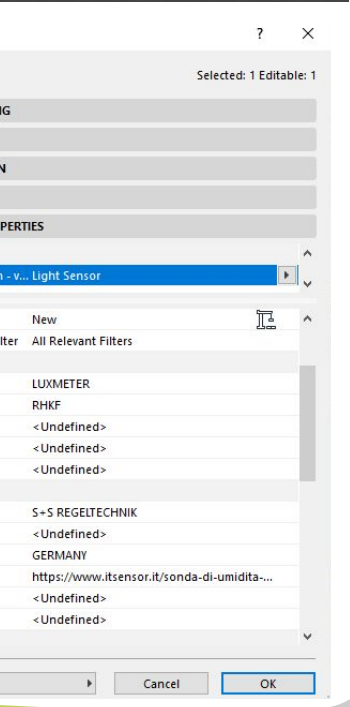 ? ×
Selected: 1 Editable: 1
NG
N
PERTIES
n - v... Light Sensor
New
lter All Relevant Filters
LUXMETER
RHKF
<Undefined>
<Undefined>
<Undefined>
S+S REGELTECHNIK
<Undefined>
GERMANY
https://www.itsensor.it/sonda-di-umidita-...
<Undefined>
<Undefined>
Cancel OK